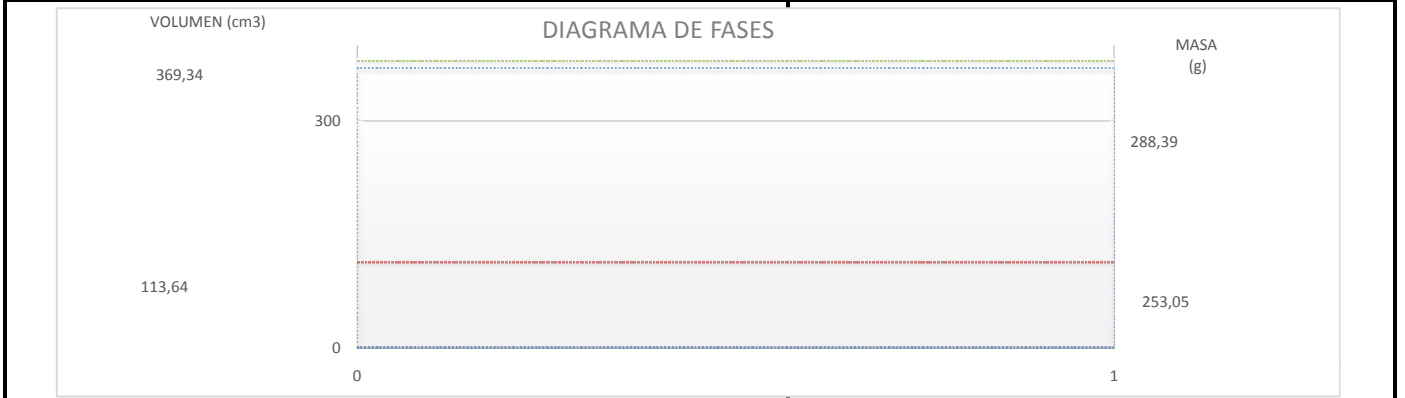 VOLUMEN (cm3)
DIAGRAMA DE FASES
MASA
(g)
369,34
300
288,39
113,64
253,05
0
0
1